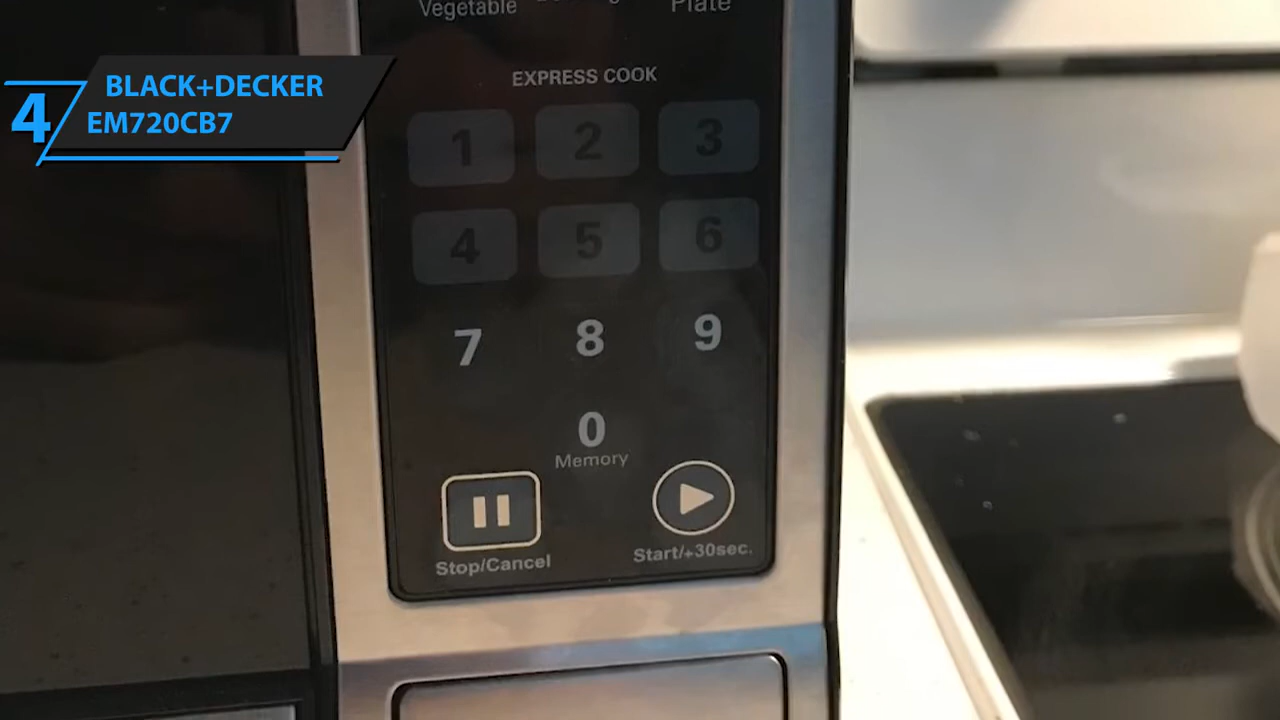 Vegetable Plate
4
BLACK+DECKER
EM720CB7
EXPRESS COOK
1 2 3
4 5 6
7 8 9
0
Memory
Stop/Cancel Start/+30sec.